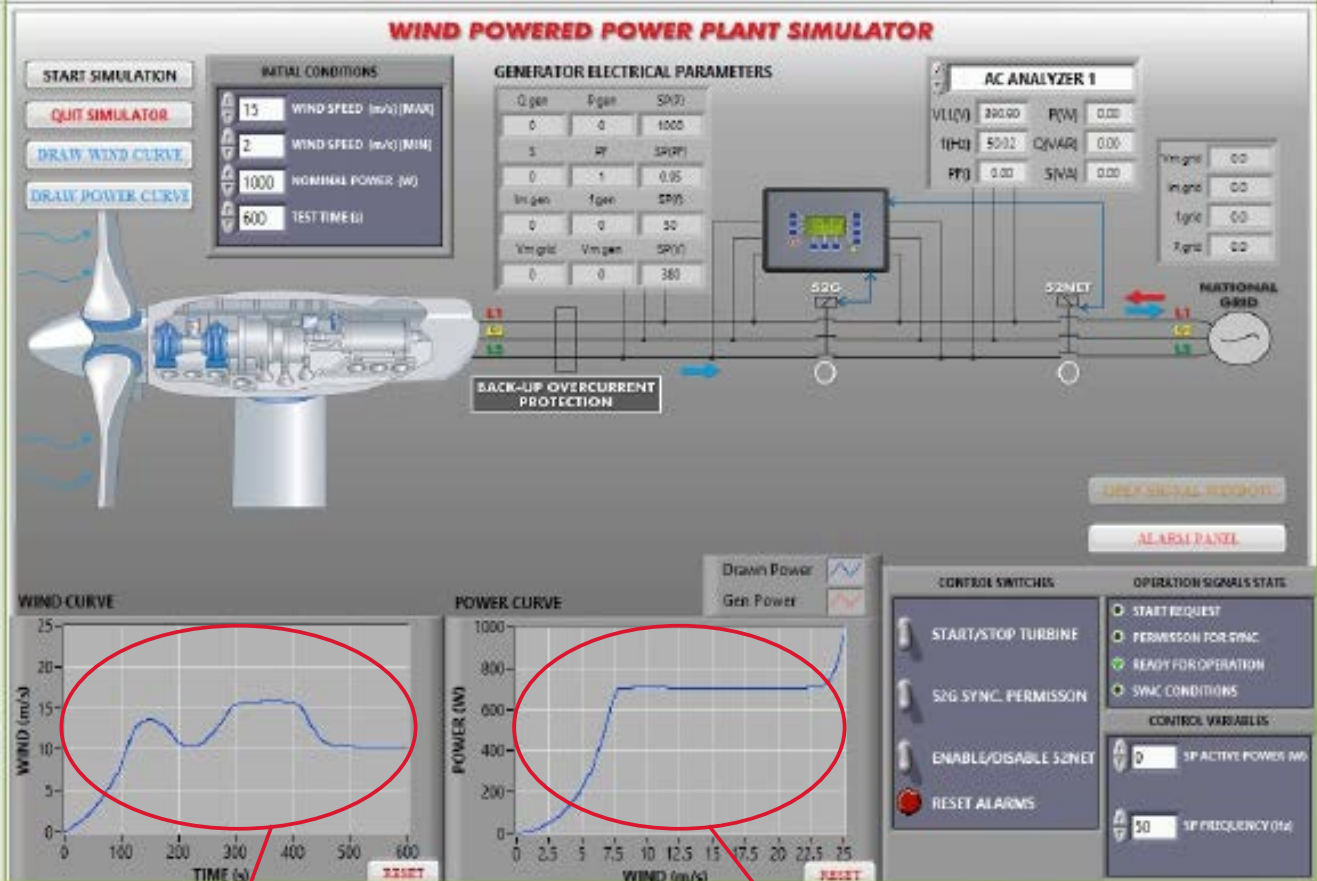 WIND POWERED POWER PLANT SIMULATOR
START SIMULATION
QUIT SIMULATOR
DRAW WIND CURVE
DRAW POWER CURVE
INITIAL CONDITIONS
15 WIND SPEED (m/s) [MAX]
2 WIND SPEED (m/s) [MIN]
1000 NOMINAL POWER (W)
600 TEST TIME (s)
GENERATOR ELECTRICAL PARAMETERS
Q gen P gen SP(P)
0 0 1000
S PF SP(PF)
0 1 0.95
Im gen f gen SP(f)
0 0 50
Vm grid Vm gen SP(V)
0 0 380
AC ANALYZER 1
VLL(V) 390.90 P(W) 0.00
f(Hz) 50.02 Q(VAR) 0.00
PF() 0.00 S(VA) 0.00
Vm grid 0.0
Im grid 0.0
f.grid 0.0
P.grid 0.0
52G
52NET
NATIONAL
GRID
L1
L2
L3
L1
L2
L3
BACK-UP OVERCURRENT
PROTECTION
ALARM PANEL
WIND CURVE
25
20
15
10
5
0
WIND (m/s)
0 100 200 300 400 500 600
TIME (s)
RESET
POWER CURVE
Drawn Power
Gen Power
1000
800
600
400
200
0
POWER (W)
0 2.5 5 7.5 10 12.5 15 17.5 20 22.5 25
WIND (m/s)
RESET
CONTROL SWITCHES
START/STOP TURBINE
52G SYNC. PERMISSON
ENABLE/DISABLE 52NET
RESET ALARMS
OPERATION SIGNALS STATE
START REQUEST
PERMISSON FOR SYNC.
READY FOR OPERATION
SYNC CONDITIONS
CONTROL VARIABLES
0 SP ACTIVE POWER (W)
50 SP FREQUENCY (Hz)